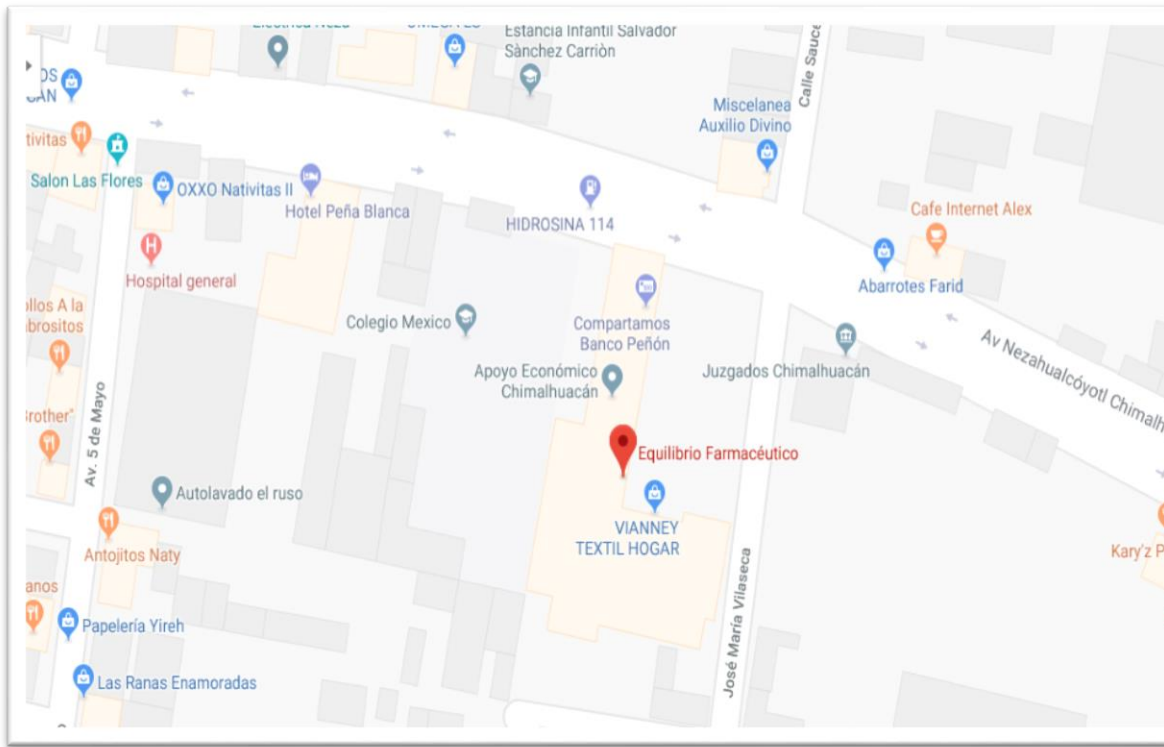 Estancia Infantil Salvador
Sànchez Carriòn
Calle Sauce
Miscelanea
Auxilio Divino
Salon Las Flores
OXXO Nativitas II
Hotel Peña Blanca
HIDROSINA 114
Cafe Internet Alex
Hospital general
Abarrotes Farid
Colegio Mexico
Compartamos
Banco Peñón
Av Nezahualcóyotl Chimalh
Apoyo Económico
Chimalhuacán
Juzgados Chimalhuacán
Av. 5 de Mayo
Equilibrio Farmacéutico
Autolavado el ruso
VIANNEY
TEXTIL HOGAR
Antojitos Naty
Kary'z P
José María Vilaseca
Papelería Yireh
Las Ranas Enamoradas